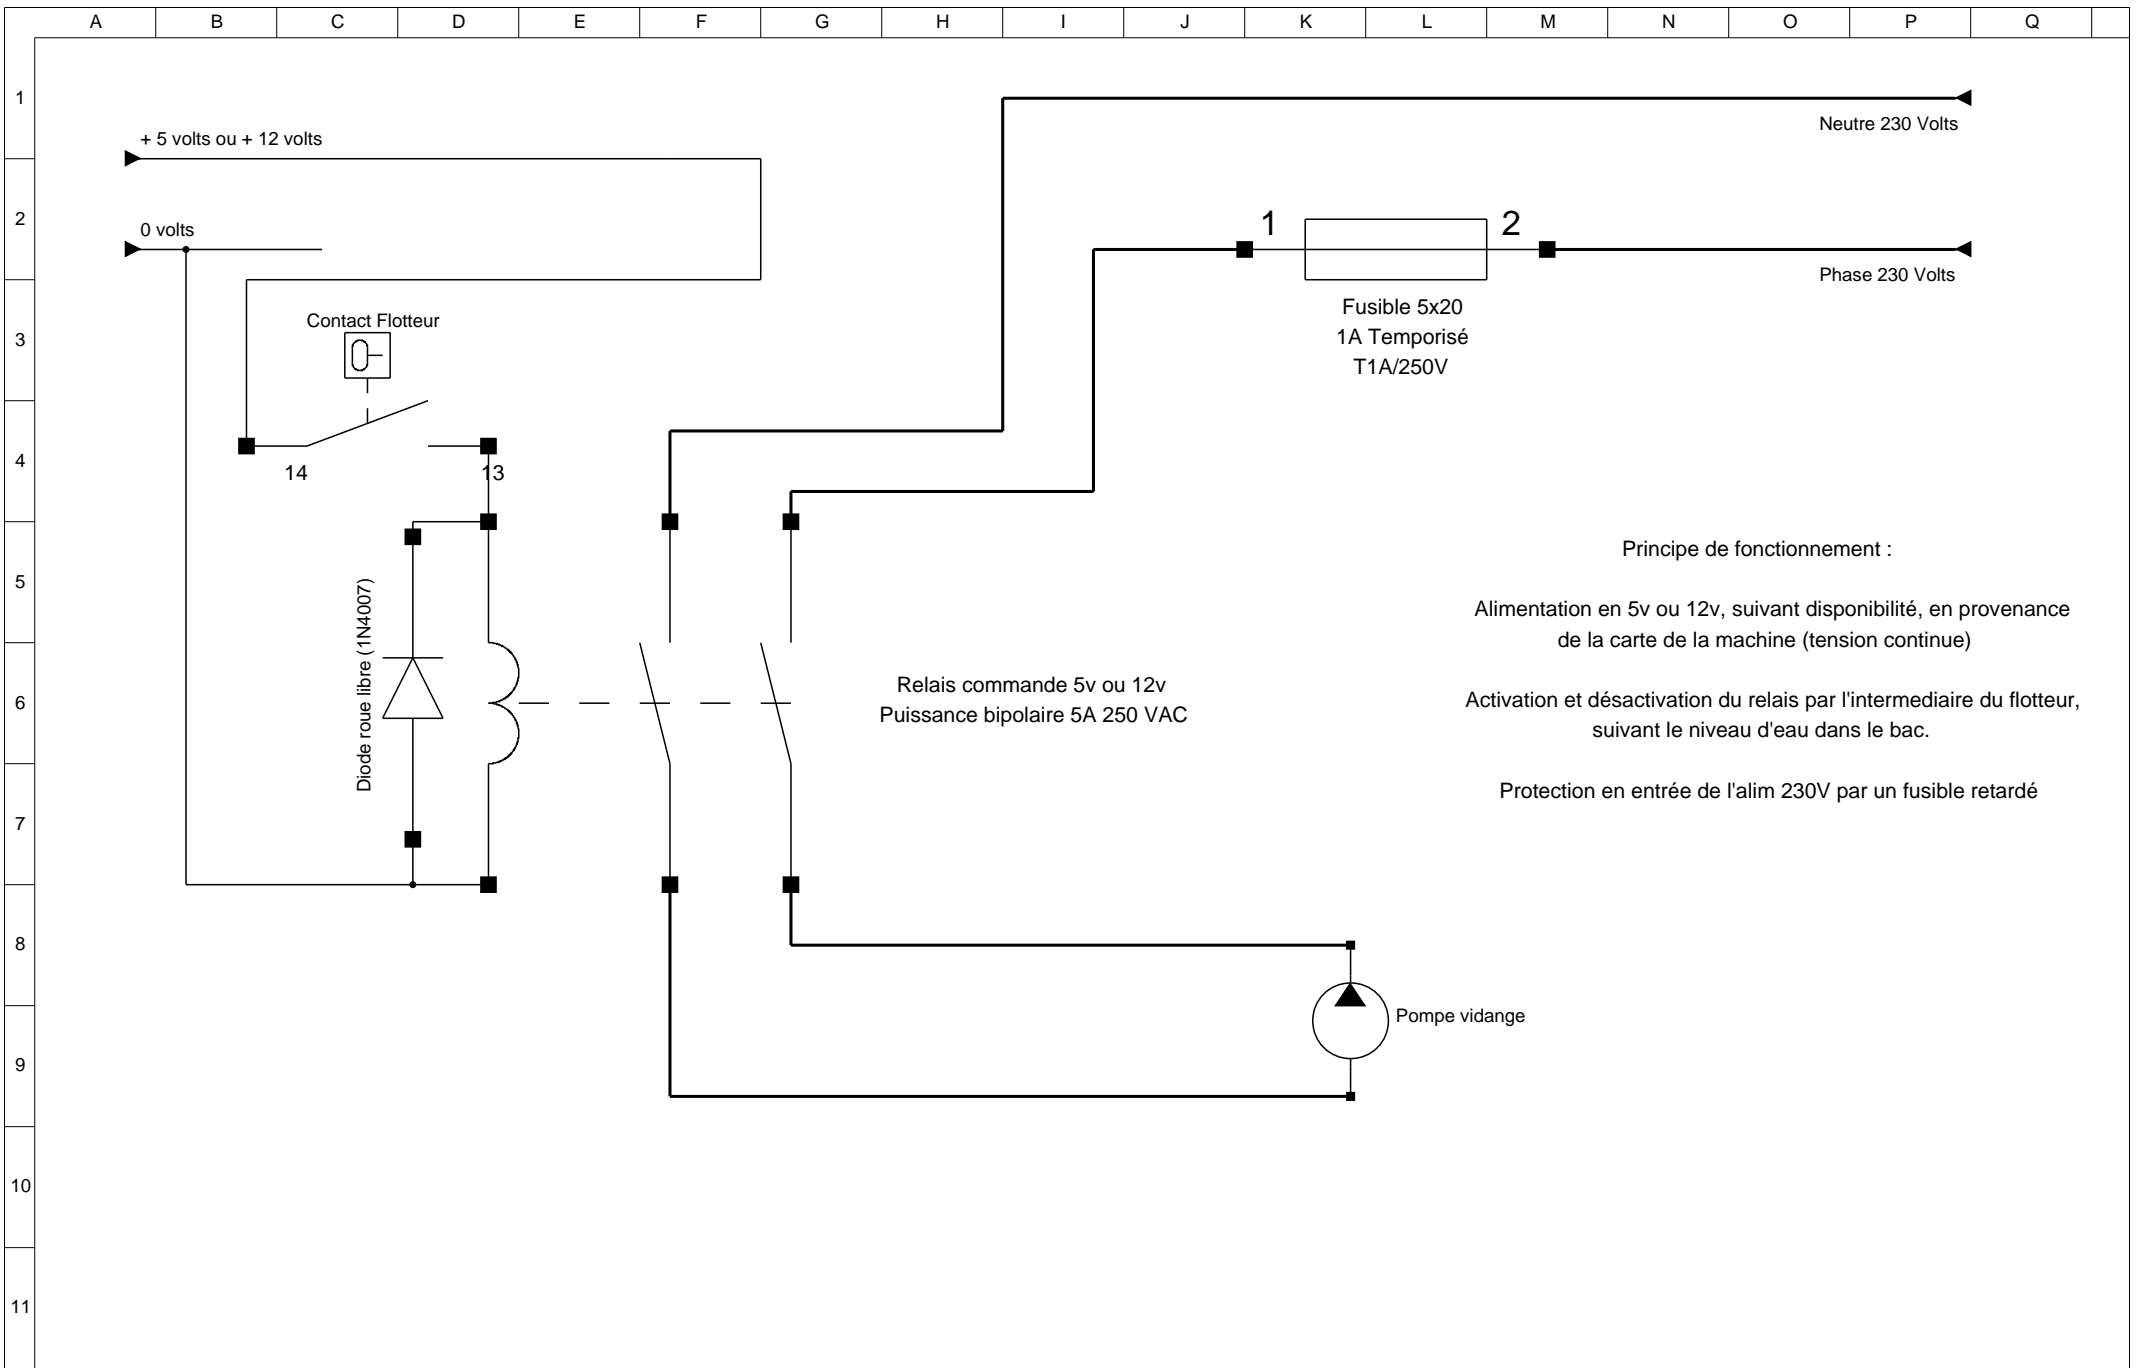 A B C D E F G H I J K L M N O P Q
1
+ 5 volts ou + 12 volts
Neutre 230 Volts
2
0 volts
1
2
Phase 230 Volts
Fusible 5x20
1A Temporisé
T1A/250V
3
Contact Flotteur
4
14
13
5
Diode roue libre (1N4007)
Principe de fonctionnement :
Alimentation en 5v ou 12v, suivant disponibilité, en provenance
de la carte de la machine (tension continue)
6
Relais commande 5v ou 12v
Puissance bipolaire 5A 250 VAC
Activation et désactivation du relais par l'intermediaire du flotteur,
suivant le niveau d'eau dans le bac.
Protection en entrée de l'alim 230V par un fusible retardé
7
8
Pompe vidange
9
10
11